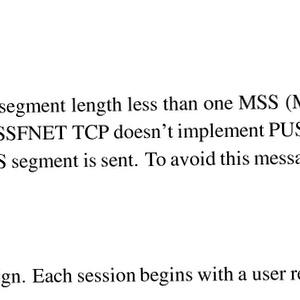 segment length less than one MSS (M
SSFNET TCP doesn't implement PUS
S segment is sent. To avoid this messa
gn. Each session begins with a user re